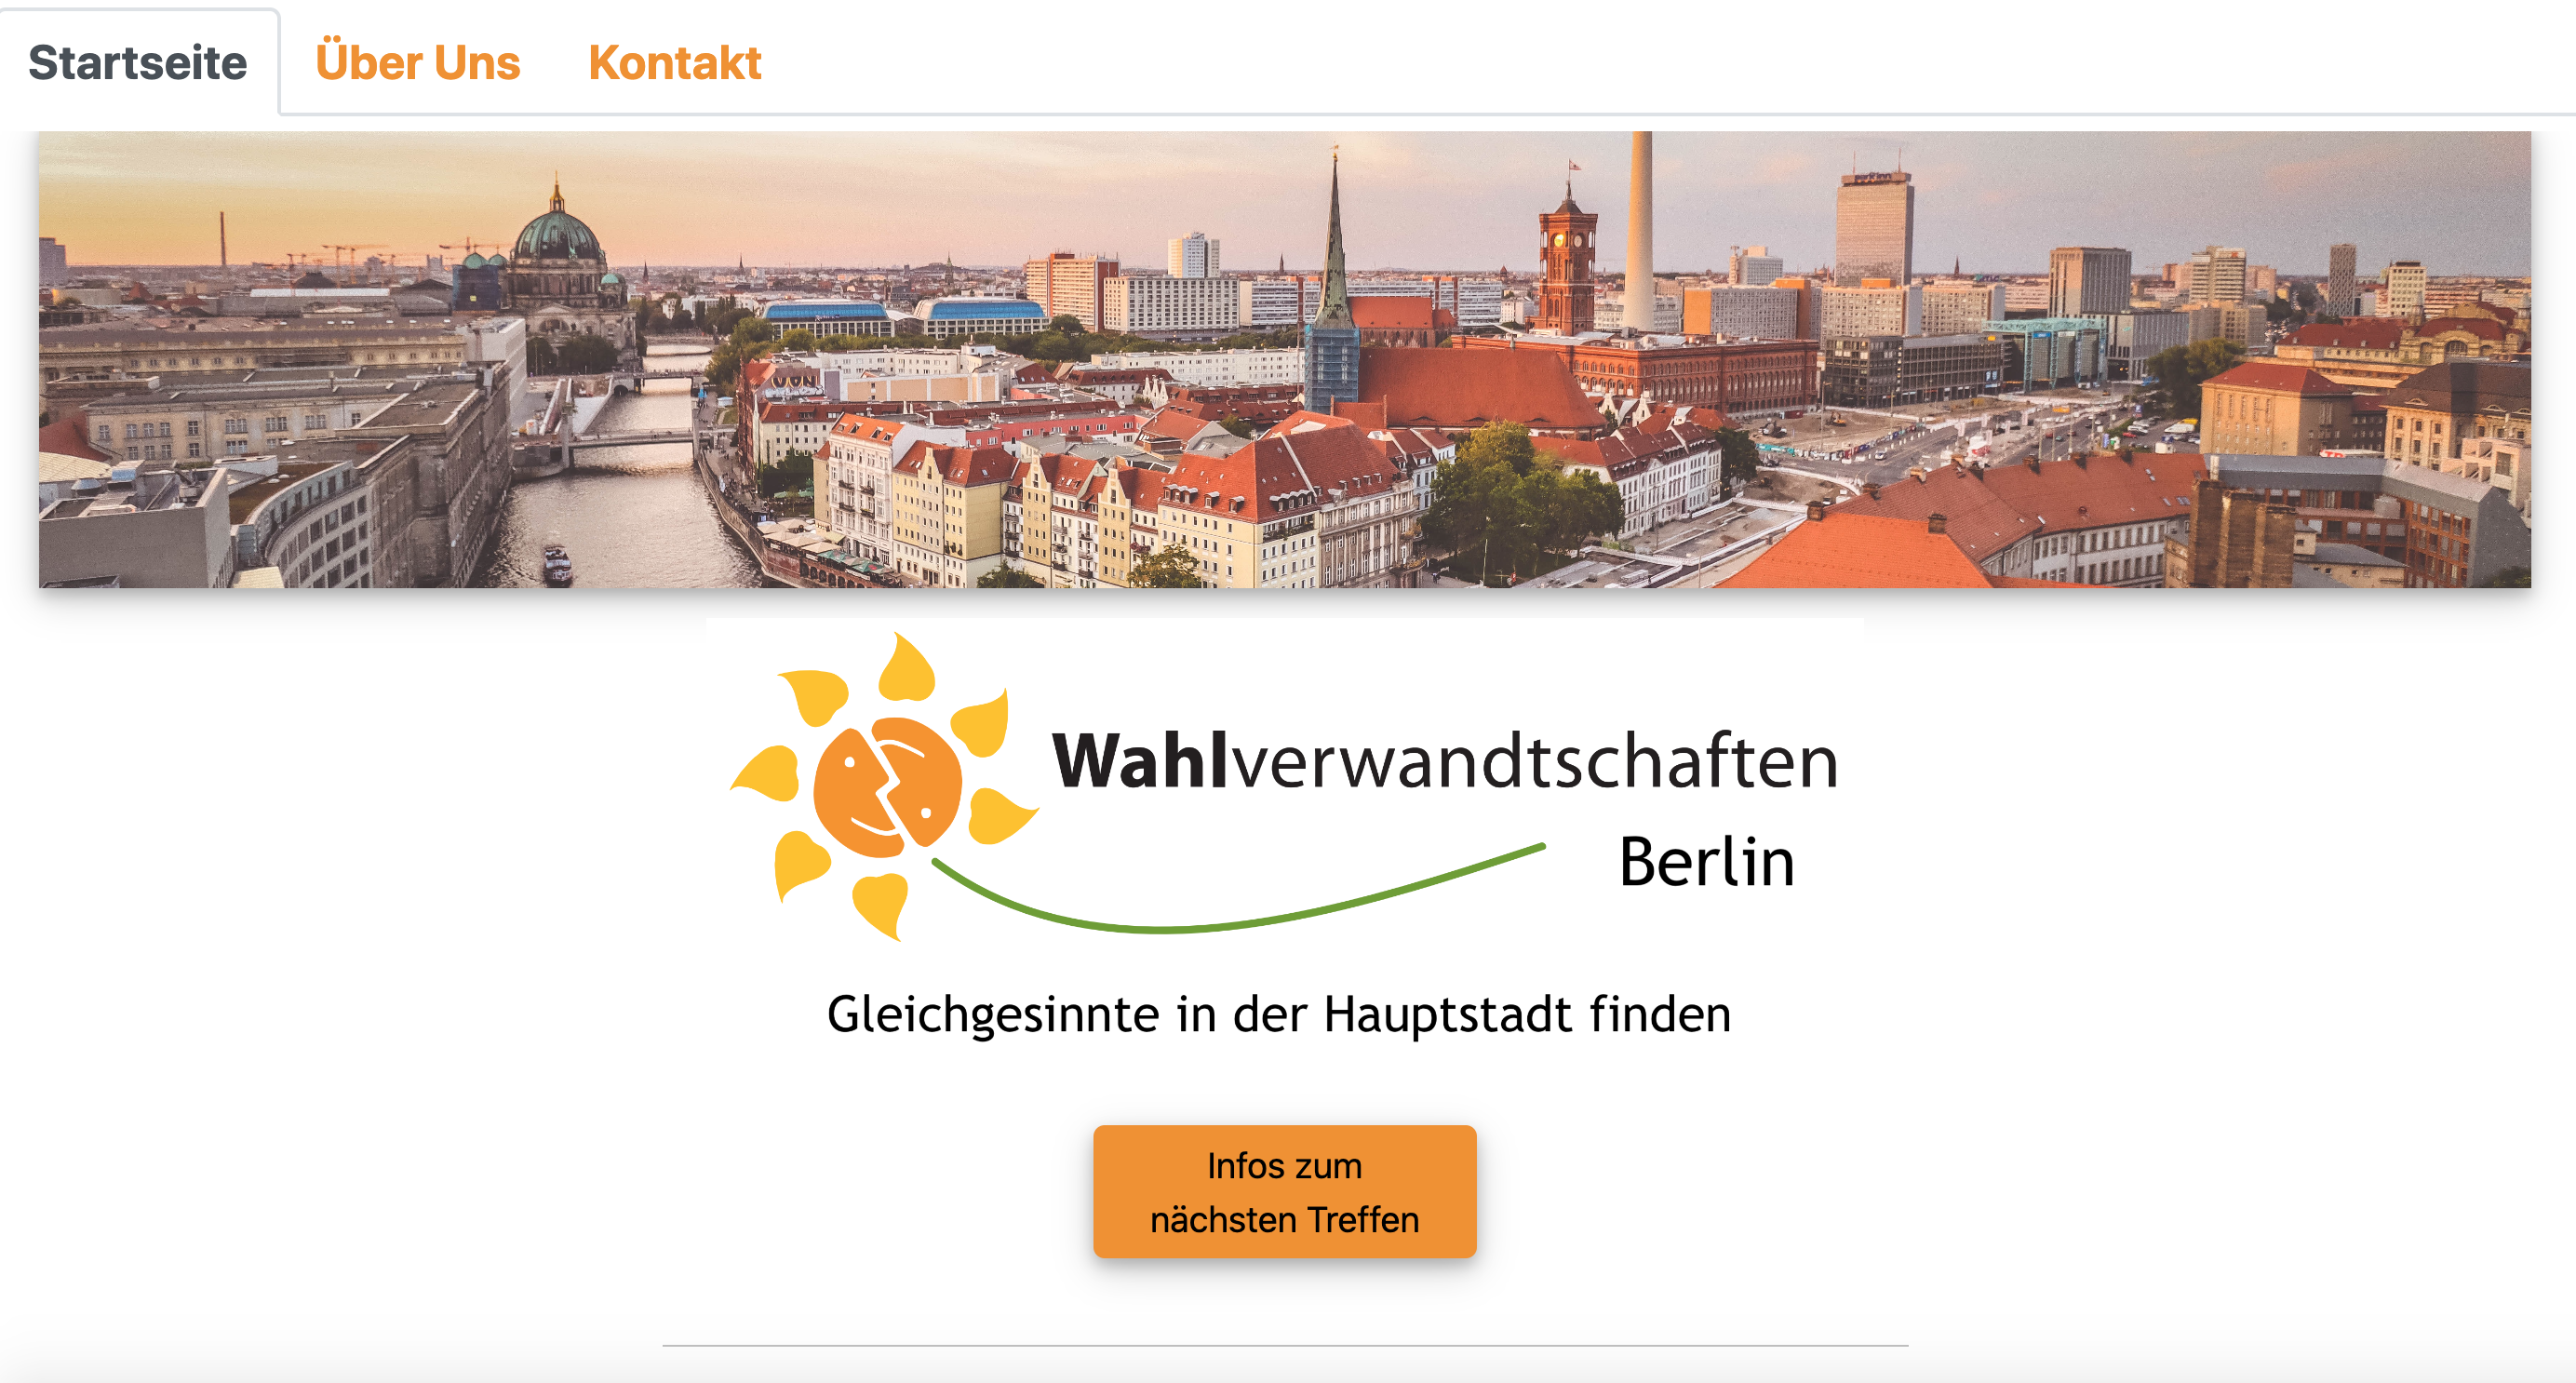 Startseite
Über Uns
Kontakt
Wahlverwandtschaften
Berlin
Gleichgesinnte in der Hauptstadt finden
Infos zum
nächsten Treffen